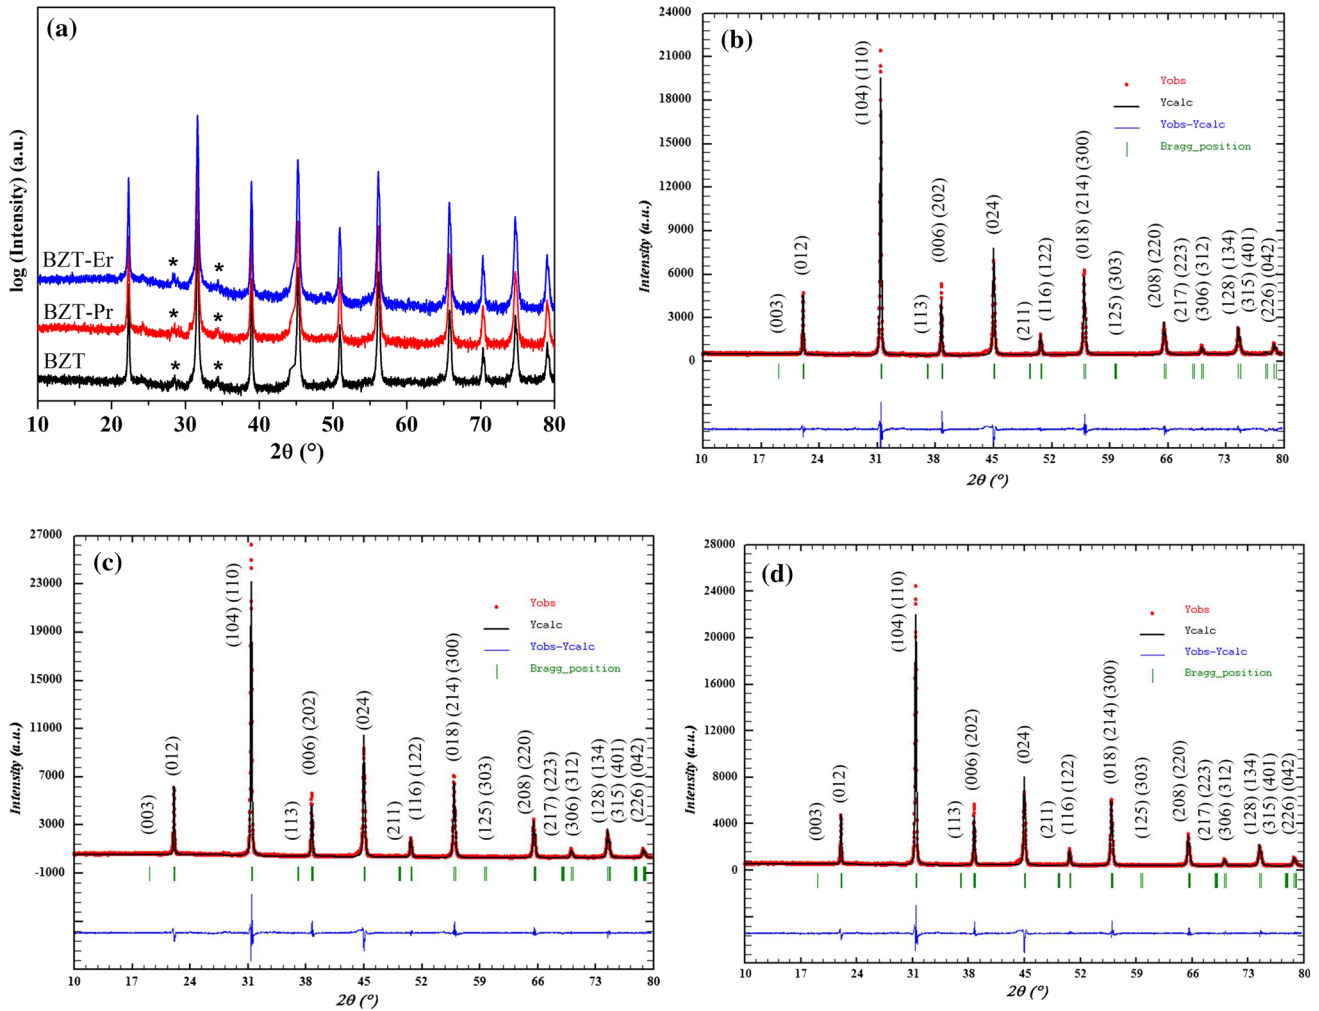 (a)
log (Intensity) (a.u.)
BZT-Er
* *
BZT-Pr
* *
BZT
* *
10 20 30 40 50 60 70 80
2θ (°)
(b)
Intensity (a.u.)
24000
21000
18000
15000
12000
9000
6000
3000
0
(003)
(012)
(104) (110)
(113)
(006) (202)
(024)
(211)
(116) (122)
(018) (214) (300)
(125) (303)
(208) (220)
(217) (223)
(306) (312)
(128) (134)
(315) (401)
(226) (042)
Yobs
Ycalc
Yobs-Ycalc
Bragg_position
10 17 24 31 38 45 52 59 66 73 80
2θ (°)
(c)
Intensity (a.u.)
27000
23000
19000
15000
11000
7000
3000
-1000
(003)
(012)
(104) (110)
(113)
(006) (202)
(024)
(211)
(116) (122)
(018) (214) (300)
(125) (303)
(208) (220)
(217) (223)
(306) (312)
(128) (134)
(315) (401)
(226) (042)
Yobs
Ycalc
Yobs-Ycalc
Bragg_position
10 17 24 31 38 45 52 59 66 73 80
2θ (°)
(d)
Intensity (a.u.)
28000
24000
20000
16000
12000
8000
4000
0
(003)
(012)
(104) (110)
(113)
(006) (202)
(024)
(211)
(116) (122)
(018) (214) (300)
(125) (303)
(208) (220)
(217) (223)
(306) (312)
(128) (134)
(315) (401)
(226) (042)
Yobs
Ycalc
Yobs-Ycalc
Bragg_position
10 17 24 31 38 45 52 59 66 73 80
2θ (°)